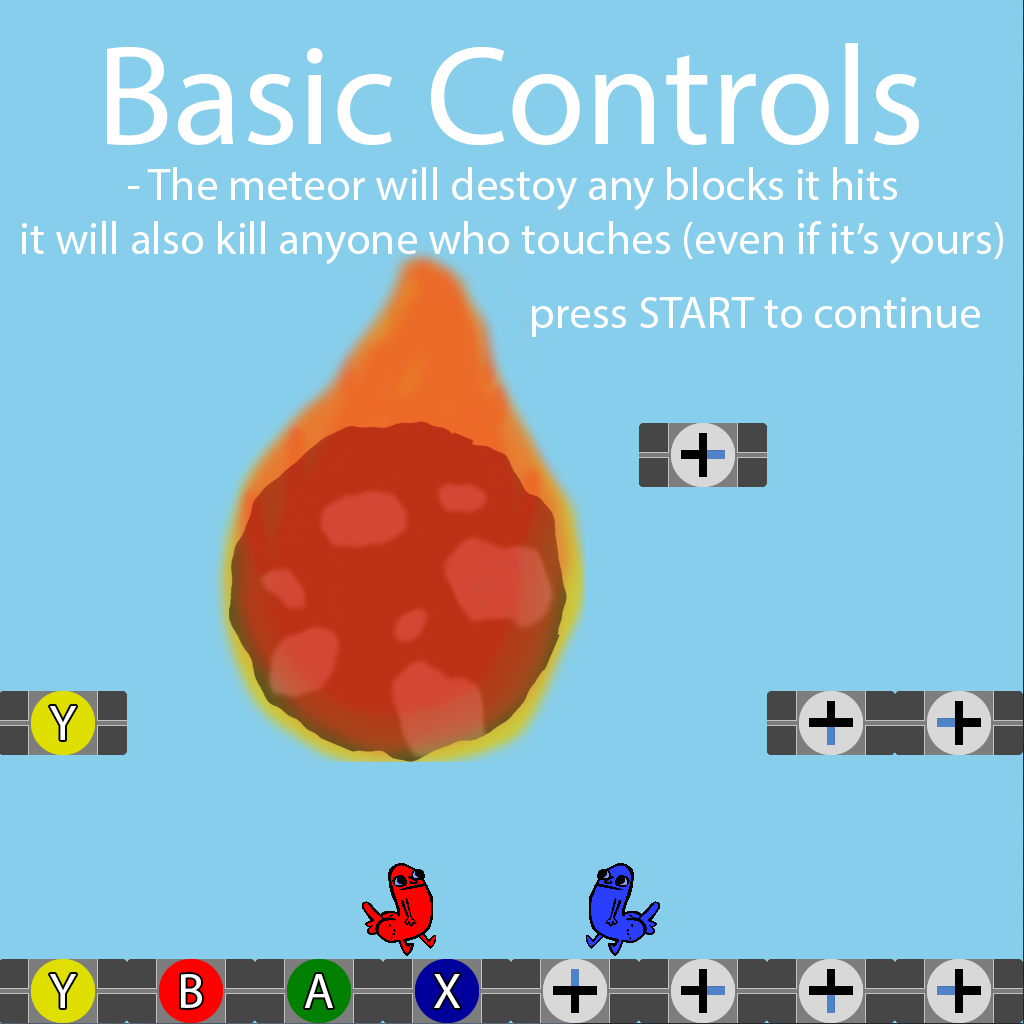 Basic Controls
- The meteor will destoy any blocks it hits
it will also kill anyone who touches (even if it's yours)
press START to continue
Y
Y B A X